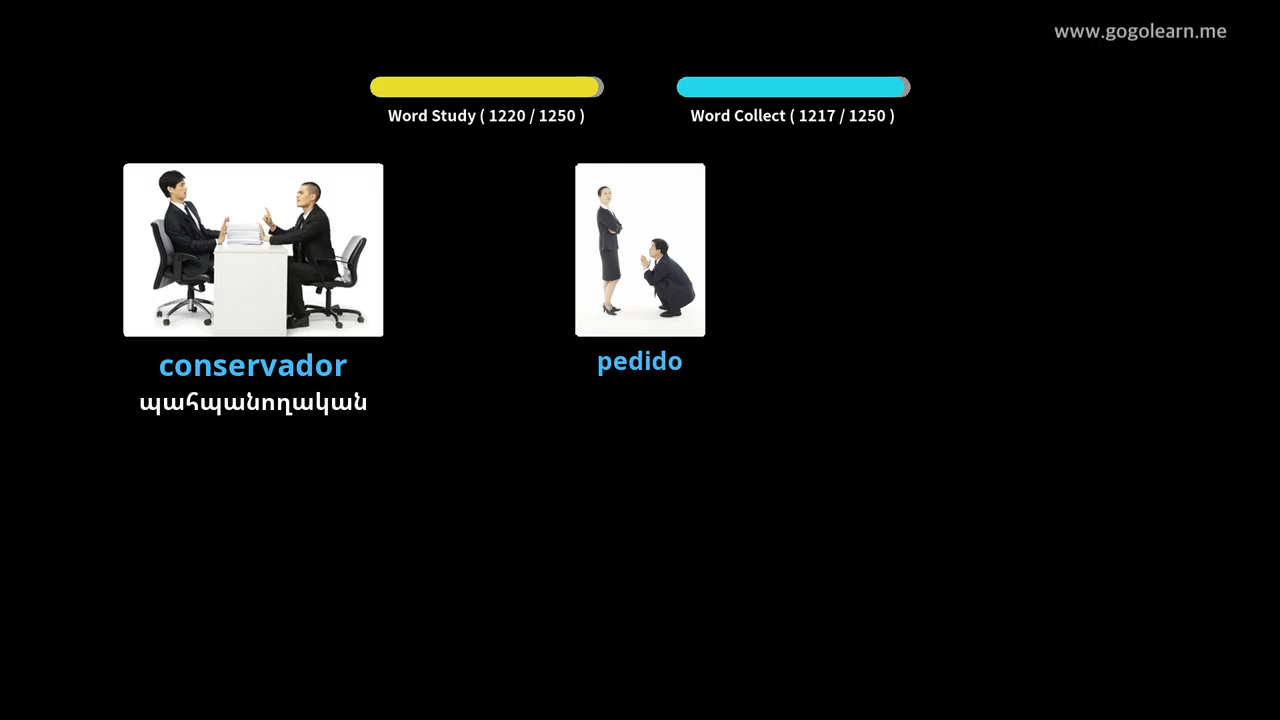 www.gogolearn.me
Word Study ( 1220 / 1250 )
Word Collect ( 1217 / 1250 )
conservador
պահպանողական
pedido